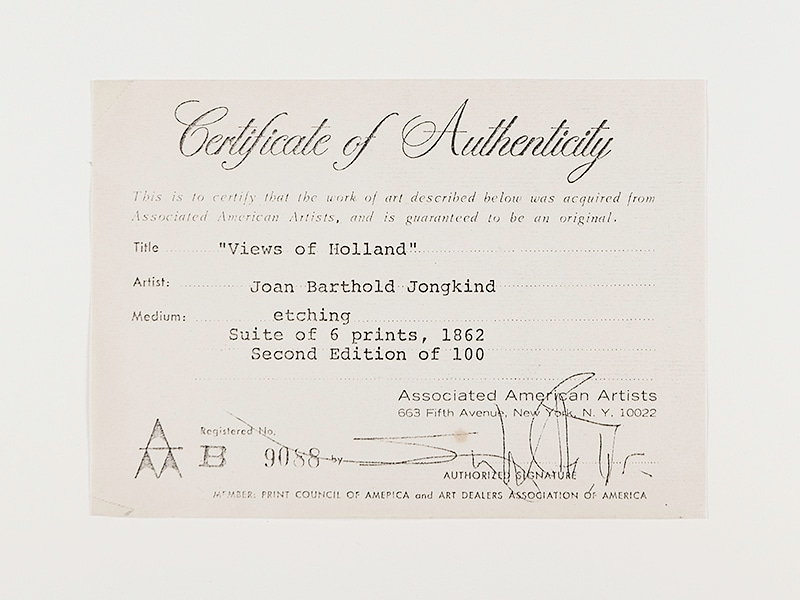 Certificate of Authenticity
This is to certify that the work of art described below was acquired from
Associated American Artists, and is guaranteed to be an original.
Title "Views of Holland"
Artist: Joan Barthold Jongkind
Medium: etching
Suite of 6 prints, 1862
Second Edition of 100
Associated American Artists
663 Fifth Avenue, New York, N. Y. 10022
Registered No.
B 9088 by
AUTHORIZED SIGNATURE
MEMBER: PRINT COUNCIL OF AMERICA and ART DEALERS ASSOCIATION OF AMERICA